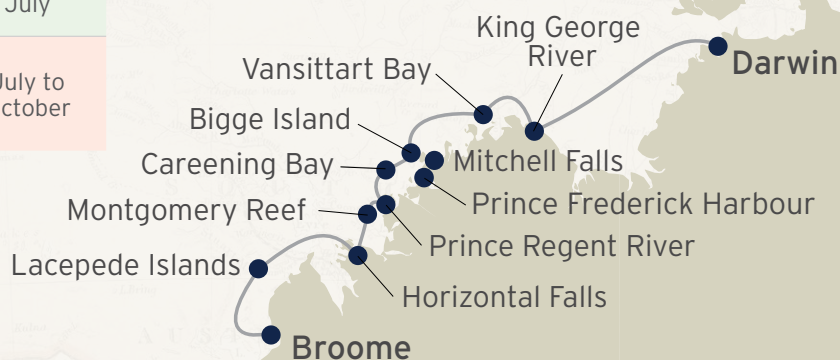 July
July to
October
King George
River
Darwin
Vansittart Bay
Bigge Island
Careening Bay
Mitchell Falls
Montgomery Reef
Prince Frederick Harbour
Prince Regent River
Lacepede Islands
Horizontal Falls
Broome